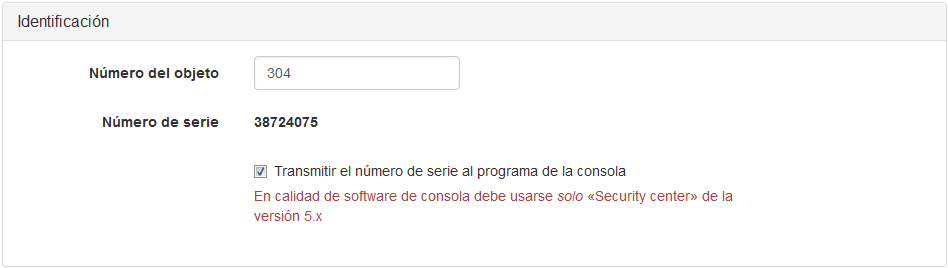 Identificación
Número del objeto 304
Número de serie 38724075
Transmitir el número de serie al programa de la consola
En calidad de software de consola debe usarse solo «Security center» de la
versión 5.x